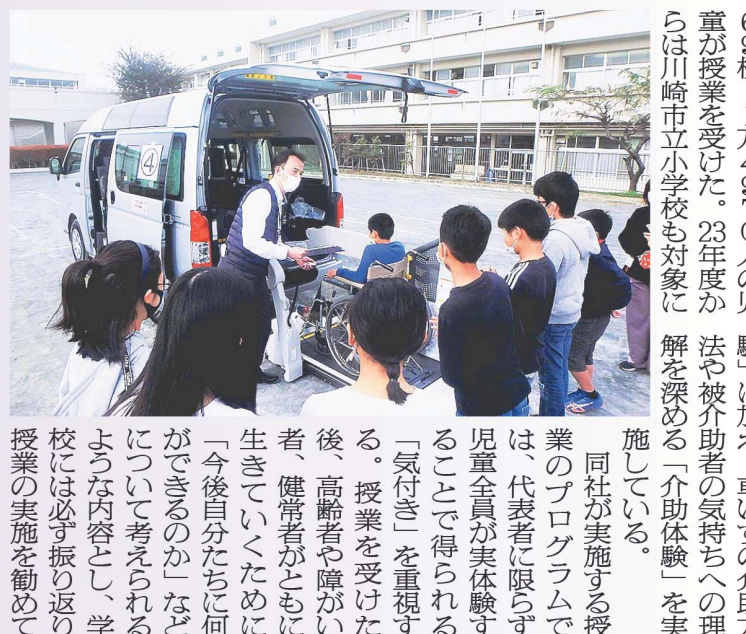 童が授業を受けた。23年度か
らは川崎市立小学校も対象に
法や被介助者の気持ちへの理
解を深める「介助体験」を実
施している。
同社が実施する授
業のプログラムで
は、代表者に限らず
児童全員が実体験す
ることで得られる
「気付き」を重視す
る。授業を受けた
後、高齢者や障がい
者、健常者がともに
生きていくために
「今後自分たちに何
ができるのか」など
について考えられる
ような内容とし、学
校には必ず振り返り
授業の実施を勧めて
④